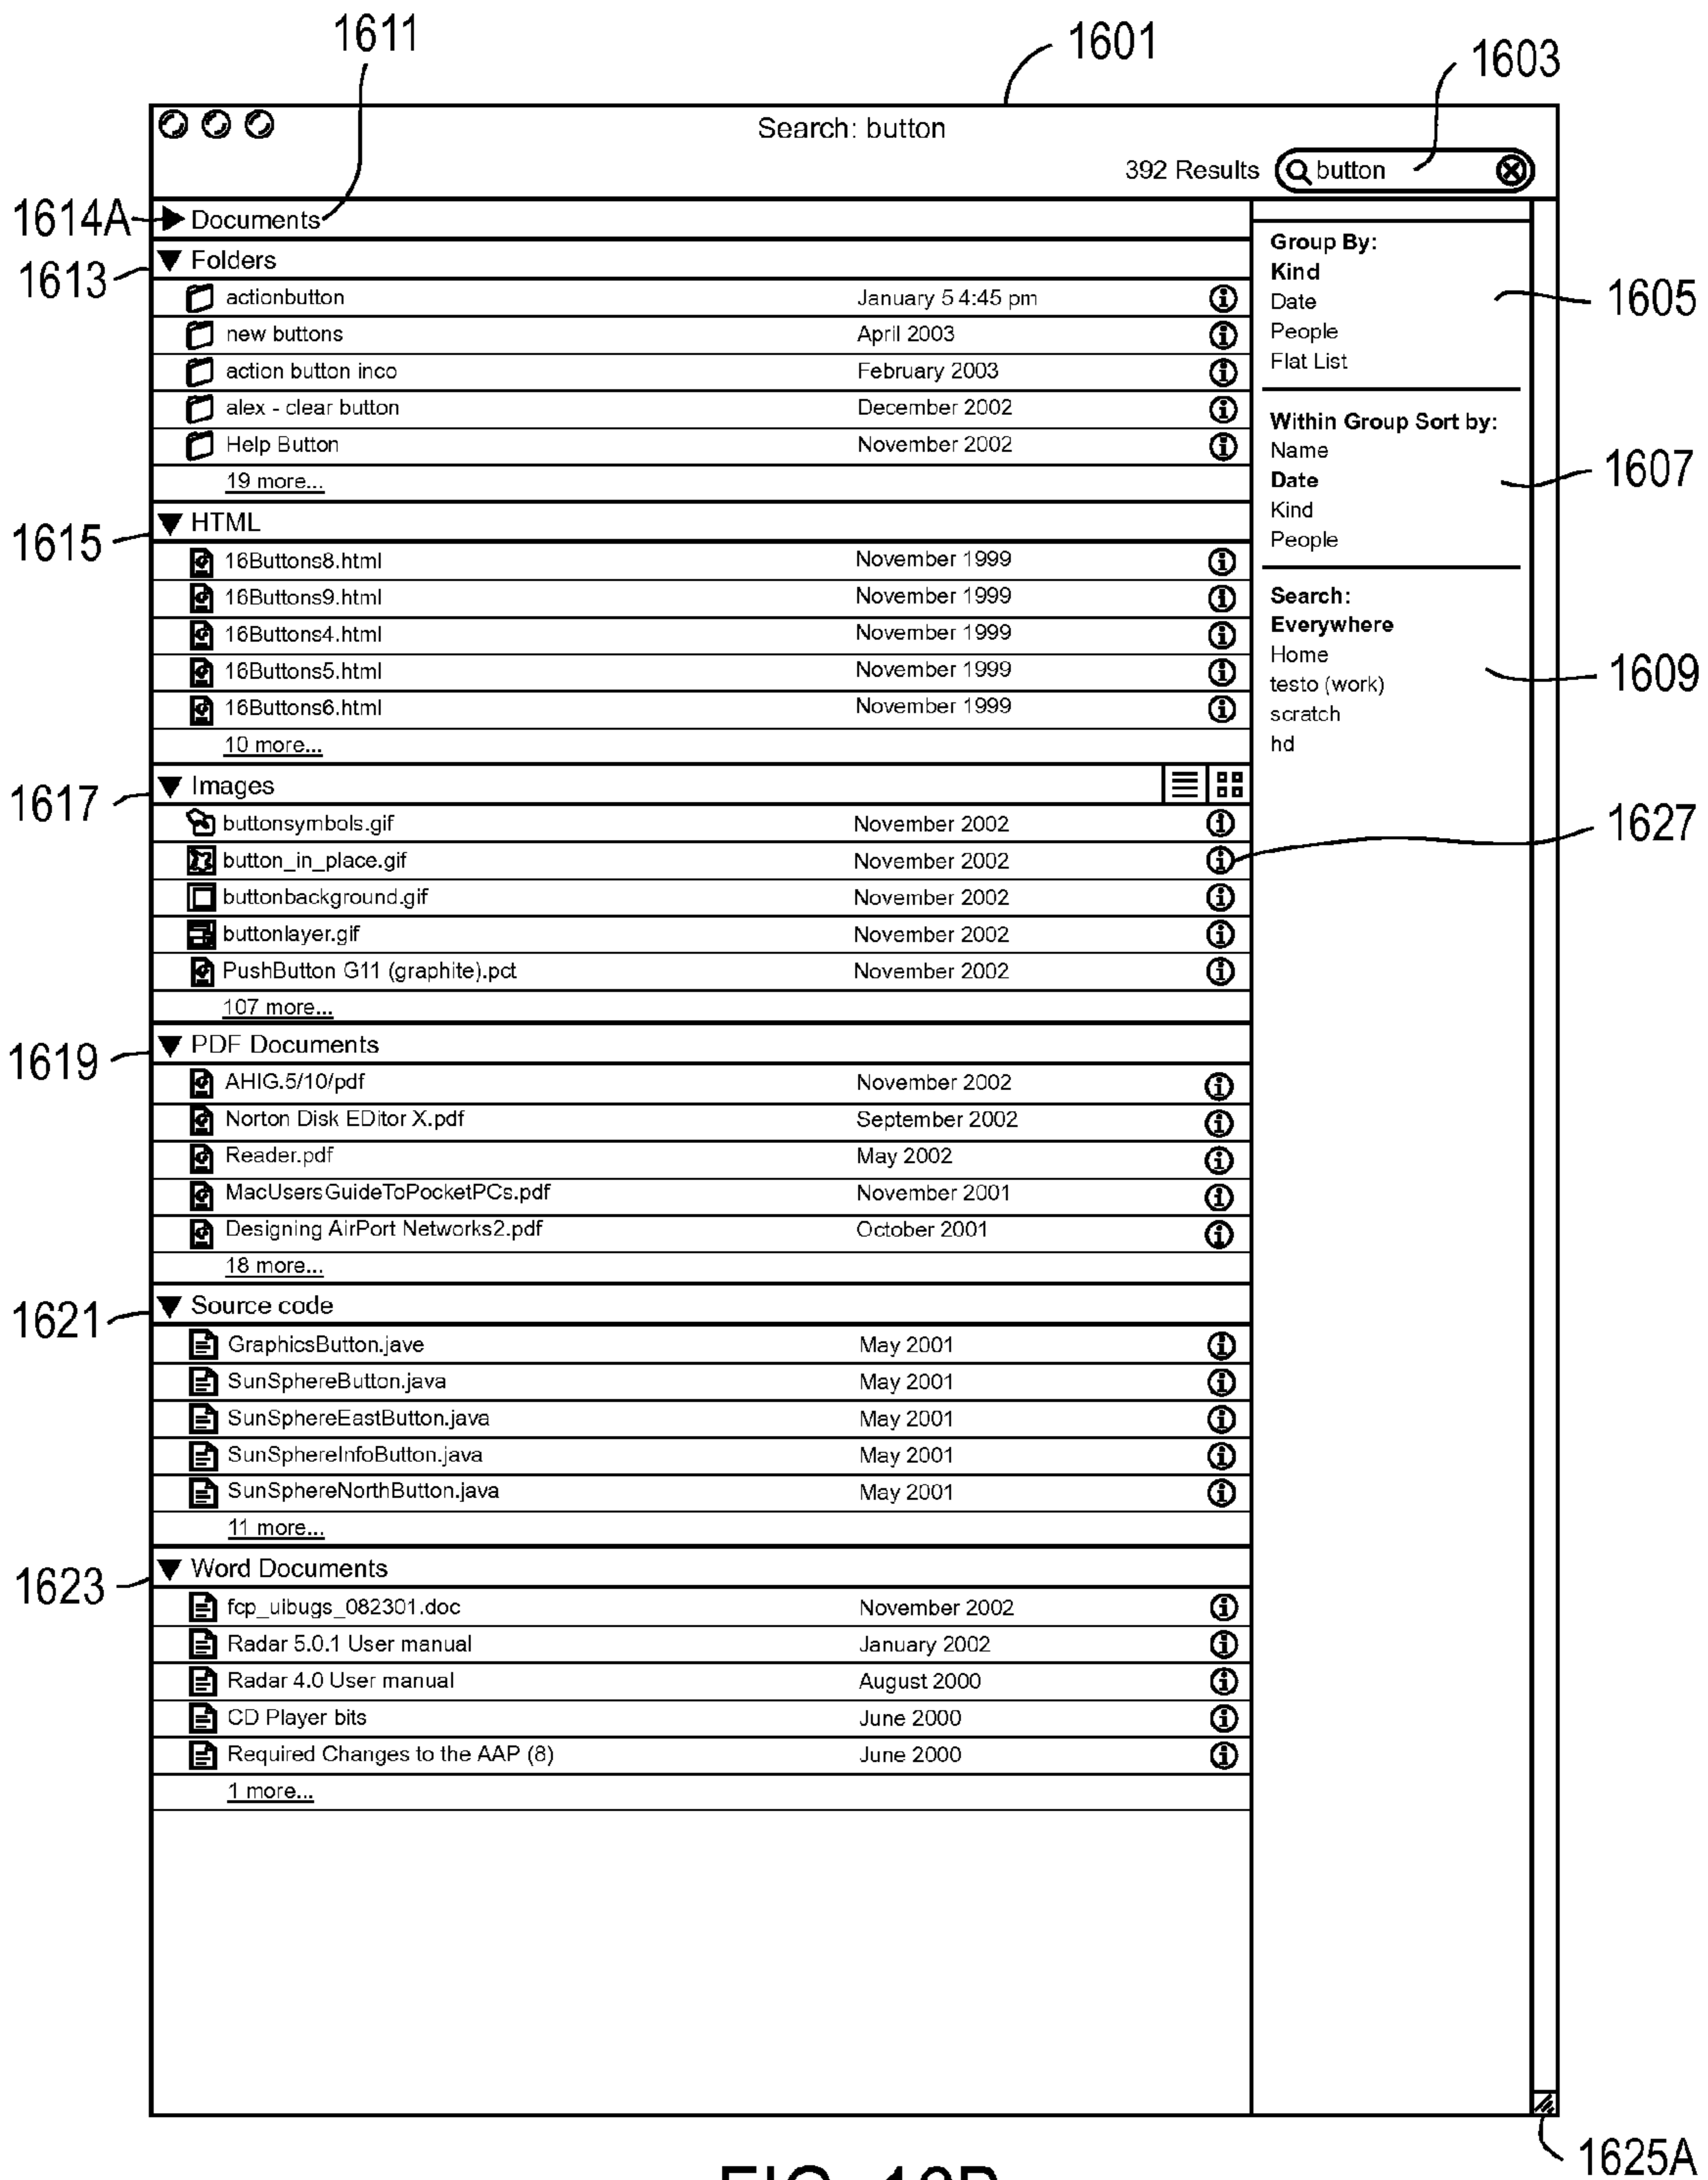 1611
1601
1603
Search: button
392 Results button
1614A Documents
1613 Folders
actionbutton January 5 4:45 pm
new buttons April 2003
action button inco February 2003
alex - clear button December 2002
Help Button November 2002
19 more...
1615 HTML
16Buttons8.html November 1999
16Buttons9.html November 1999
16Buttons4.html November 1999
16Buttons5.html November 1999
16Buttons6.html November 1999
10 more...
1617 Images
buttonsymbols.gif November 2002
button_in_place.gif November 2002
buttonbackground.gif November 2002
buttonlayer.gif November 2002
PushButton G11 (graphite).pct November 2002
107 more...
1619 PDF Documents
AHIG.5/10/pdf November 2002
Norton Disk EDitor X.pdf September 2002
Reader.pdf May 2002
MacUsersGuideToPocketPCs.pdf November 2001
Designing AirPort Networks2.pdf October 2001
18 more...
1621 Source code
GraphicsButton.jave May 2001
SunSphereButton.java May 2001
SunSphereEastButton.java May 2001
SunSphereInfoButton.java May 2001
SunSphereNorthButton.java May 2001
11 more...
1623 Word Documents
fcp_uibugs_082301.doc November 2002
Radar 5.0.1 User manual January 2002
Radar 4.0 User manual August 2000
CD Player bits June 2000
Required Changes to the AAP (8) June 2000
1 more...
Group By:
Kind
Date 1605
People
Flat List
Within Group Sort by:
Name
Date 1607
Kind
People
Search:
Everywhere
Home 1609
testo (work)
scratch
hd
1627
1625A